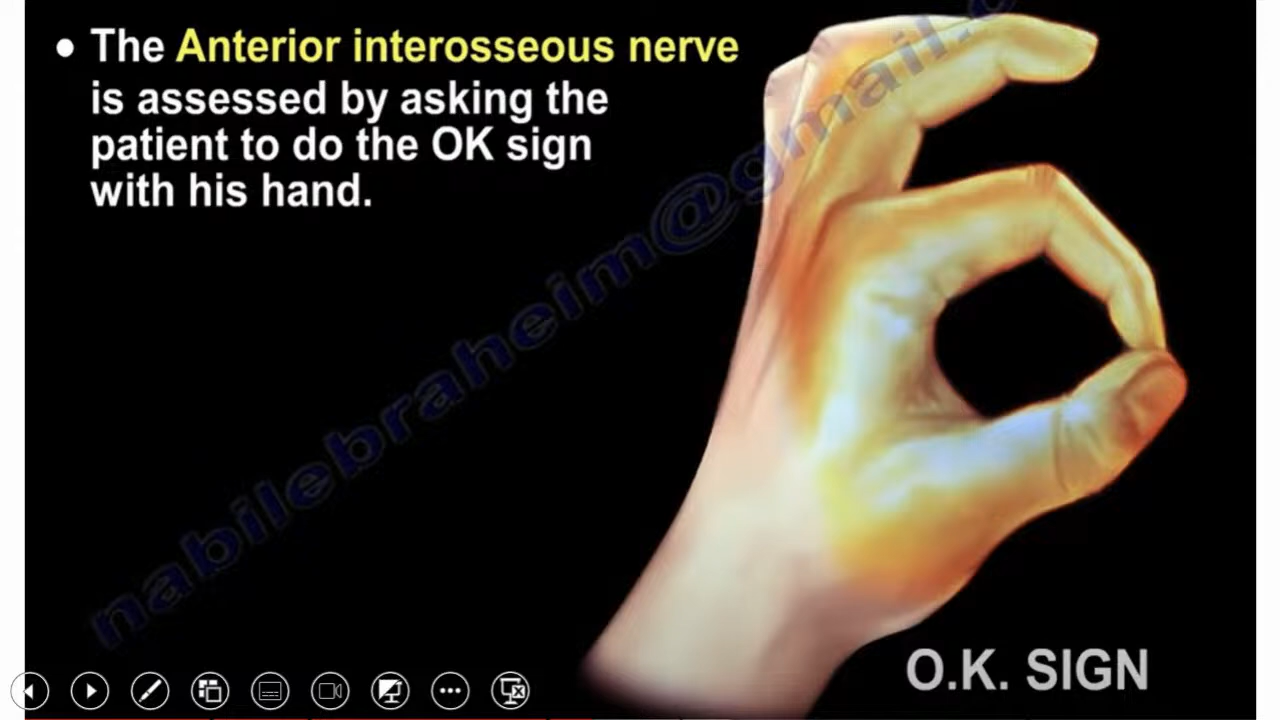 • The Anterior interosseous nerve
is assessed by asking the
patient to do the OK sign
with his hand.
nabilebraheim@gmail.c
O.K. SIGN